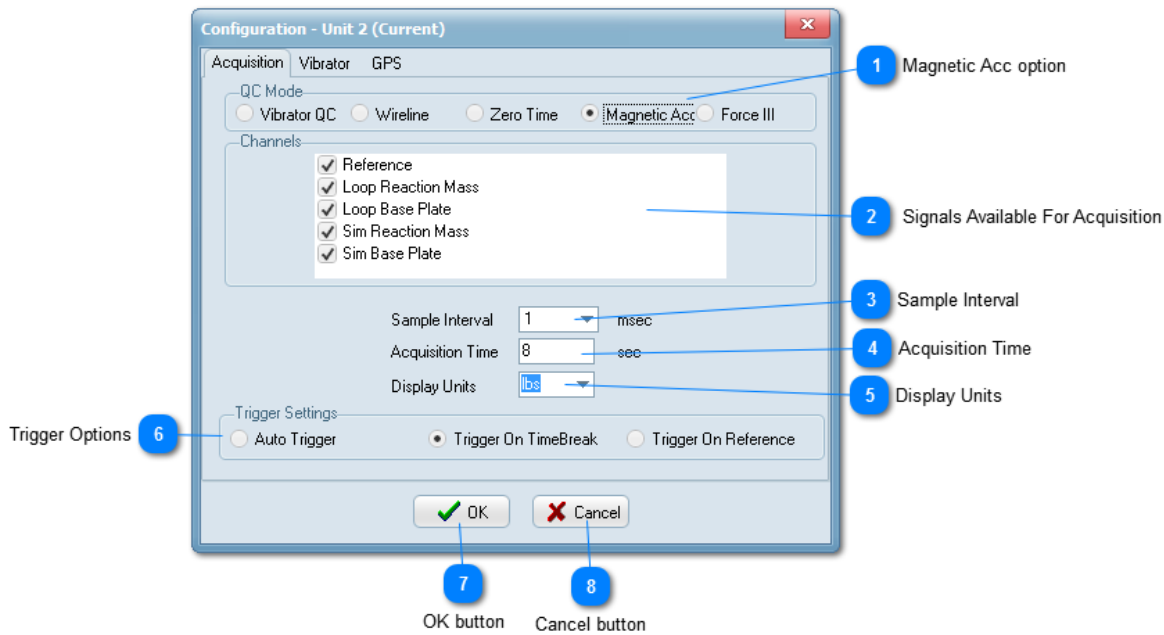 Configuration - Unit 2 (Current)
Acquisition Vibrator GPS
QC Mode
Vibrator QC Wireline Zero Time Magnetic Acc Force III
Channels
Reference
Loop Reaction Mass
Loop Base Plate
Sim Reaction Mass
Sim Base Plate
Sample Interval 1 msec
Acquisition Time 8 sec
Display Units lbs
Trigger Settings
Auto Trigger Trigger On TimeBreak Trigger On Reference
OK Cancel
1 Magnetic Acc option
2 Signals Available For Acquisition
3 Sample Interval
4 Acquisition Time
5 Display Units
Trigger Options 6
7
OK button
8
Cancel button